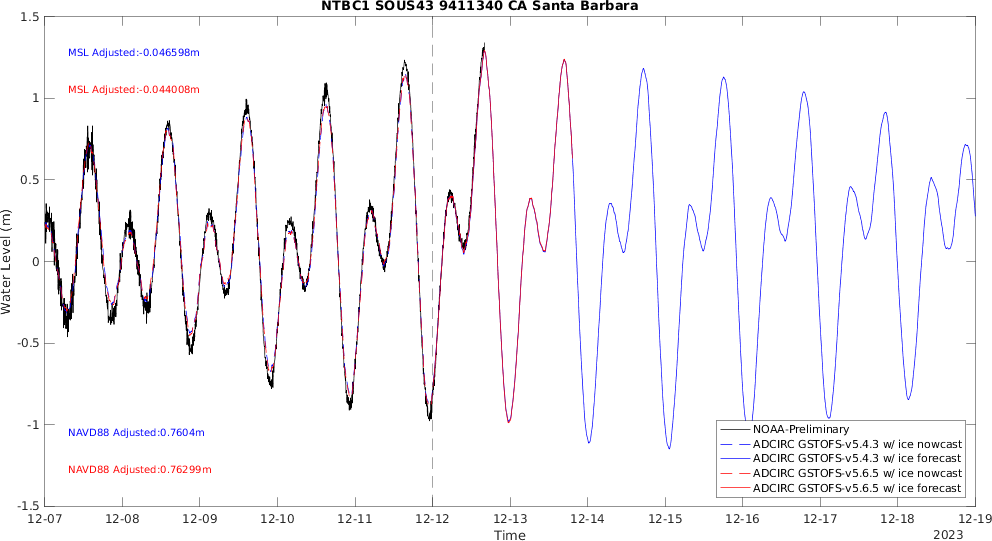 NTBC1 SOUS43 9411340 CA Santa Barbara
MSL Adjusted:-0.046598m
MSL Adjusted:-0.044008m
NAVD88 Adjusted:0.7604m
NAVD88 Adjusted:0.76299m
Water Level (m)
1.5
1
0.5
0
-0.5
-1
-1.5
NOAA-Preliminary
ADCIRC GSTOFS-v5.4.3 w/ ice nowcast
ADCIRC GSTOFS-v5.4.3 w/ ice forecast
ADCIRC GSTOFS-v5.6.5 w/ ice nowcast
ADCIRC GSTOFS-v5.6.5 w/ ice forecast
12-07 12-08 12-09 12-10 12-11 12-12 12-13 12-14 12-15 12-16 12-17 12-18 12-19
Time
2023